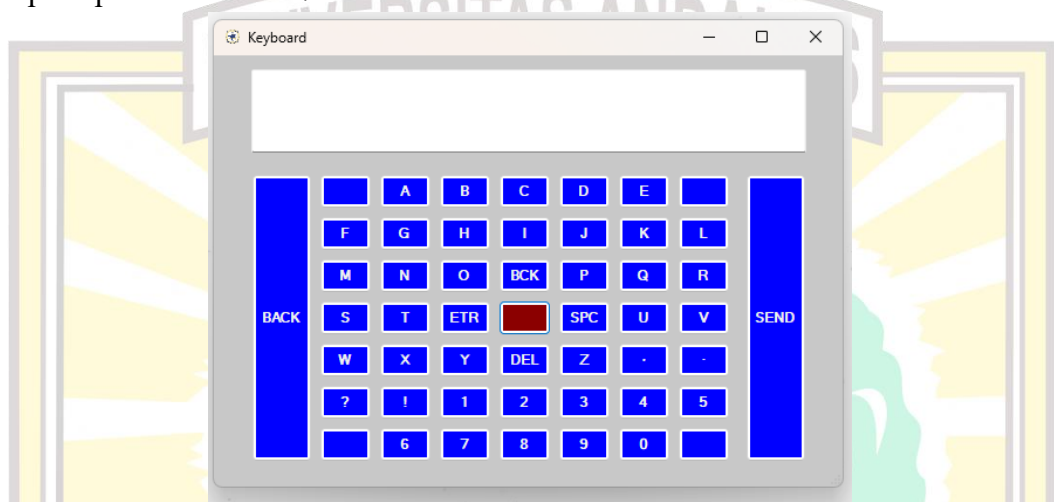 Keyboard
A B C D E
F G H I J K L
M N O BCK P Q R
BACK S T ETR SPC U V SEND
W X Y DEL Z
? ! 1 2 3 4 5
6 7 8 9 0